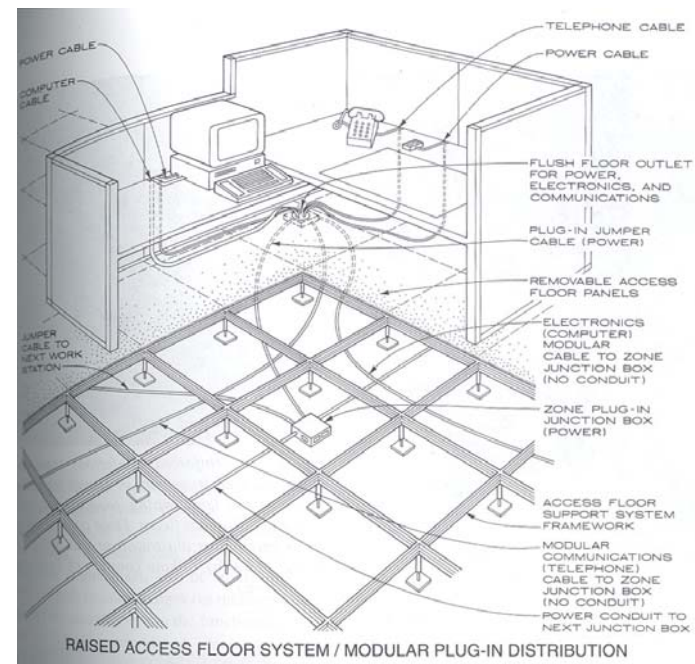 POWER CABLE
COMPUTER
CABLE
TELEPHONE CABLE
POWER CABLE
FLUSH FLOOR OUTLET
FOR POWER,
ELECTRONICS, AND
COMMUNICATIONS
PLUG-IN JUMPER
CABLE (POWER)
REMOVABLE ACCESS
FLOOR PANELS
JUMPER
CABLE TO
NEXT WORK
STATION
ELECTRONICS
(COMPUTER)
MODULAR
CABLE TO ZONE
JUNCTION BOX
(NO CONDUIT)
ZONE PLUG-IN
JUNCTION BOX
(POWER)
ACCESS FLOOR
SUPPORT SYSTEM
FRAMEWORK
MODULAR
COMMUNICATIONS
(TELEPHONE)
CABLE TO ZONE
JUNCTION BOX
(NO CONDUIT)
POWER CONDUIT TO
NEXT JUNCTION BOX
RAISED ACCESS FLOOR SYSTEM / MODULAR PLUG-IN DISTRIBUTION